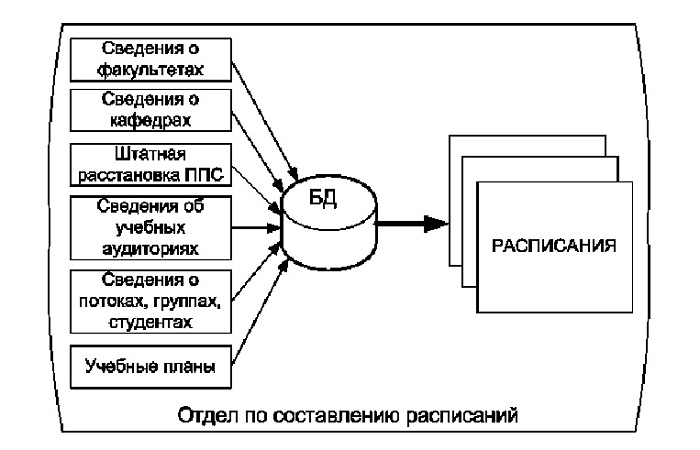 Сведения о
факультетах
Сведения о
кафедрах
Штатная
расстановка ППС
Сведения об
учебных
аудиториях
Сведения о
потоках, группах,
студентах
Учебные планы
БД
РАСПИСАНИЯ
Отдел по составлению расписаний